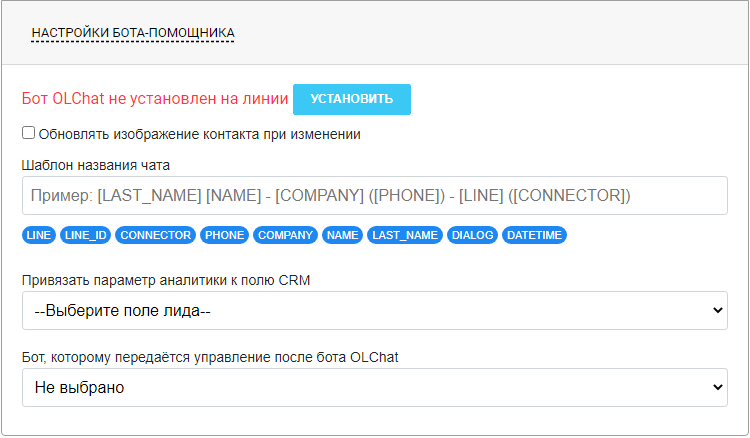 НАСТРОЙКИ БОТА-ПОМОЩНИКА
Бот OLChat не установлен на линии УСТАНОВИТЬ
Обновлять изображение контакта при изменении
Шаблон названия чата
Пример: [LAST_NAME] [NAME] - [COMPANY] ([PHONE]) - [LINE] ([CONNECTOR])
LINE LINE_ID CONNECTOR PHONE COMPANY NAME LAST_NAME DIALOG DATETIME
Привязать параметр аналитики к полю CRM
--Выберите поле лида--
Бот, которому передаётся управление после бота OLChat
Не выбрано